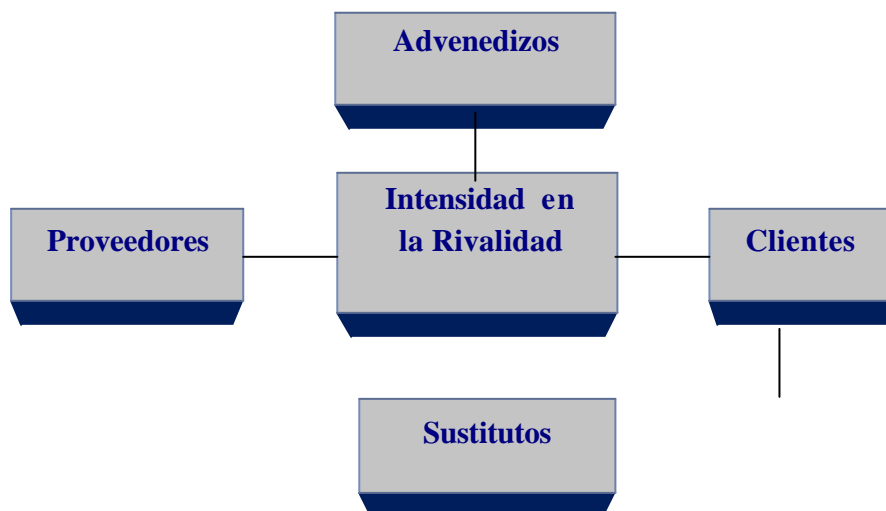 Advenedizos
Intensidad en
la Rivalidad
Proveedores
Clientes
Sustitutos